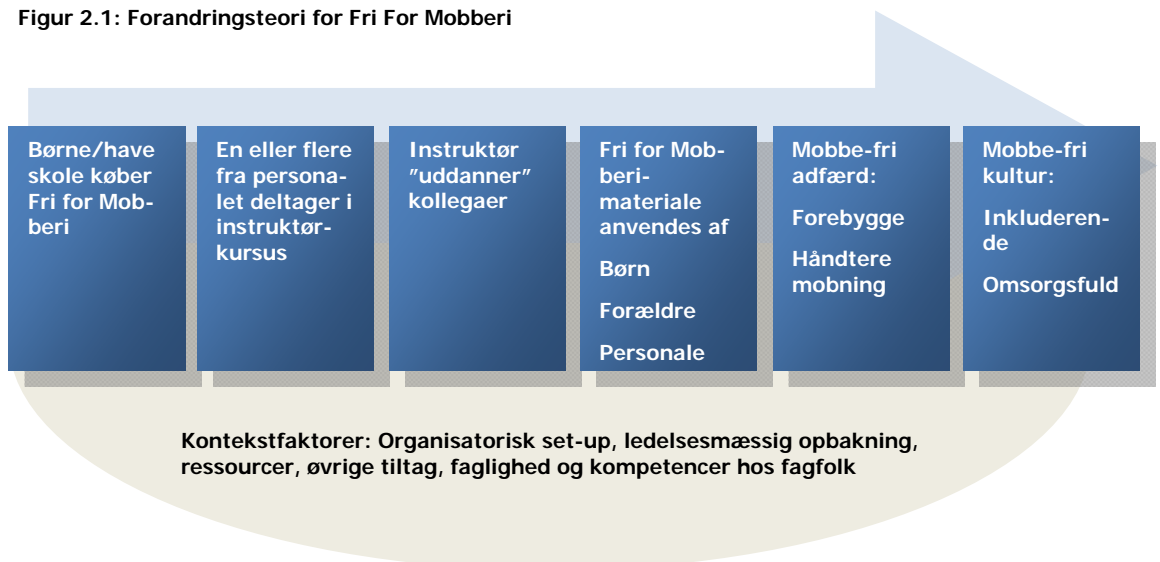 Figur 2.1: Forandringsteori for Fri For Mobberi
Børne/have
skole køber
Fri for Mob-
beri
En eller flere
fra persona-
let deltager i
instruktør-
kursus
Instruktør
”uddanner”
kollegaer
Fri for Mob-
beri-
materiale
anvendes af
Børn
Forældre
Personale
Mobbe-fri
adfærd:
Forebygge
Håndtere
mobning
Mobbe-fri
kultur:
Inkluderen-
de
Omsorgsfuld
Kontekstfaktorer: Organisatorisk set-up, ledelsesmæssig opbakning,
ressourcer, øvrige tiltag, faglighed og kompetencer hos fagfolk